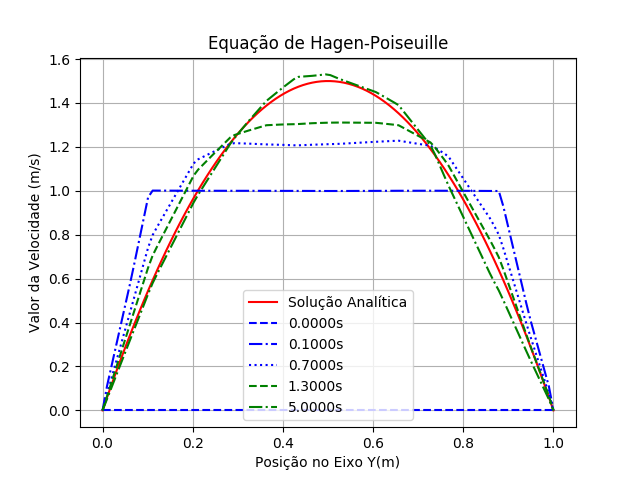 Equação de Hagen-Poiseuille
Valor da Velocidade (m/s)
1.6
1.4
1.2
1.0
0.8
0.6
0.4
0.2
0.0
Solução Analítica
0.0000s
0.1000s
0.7000s
1.3000s
5.0000s
0.0 0.2 0.4 0.6 0.8 1.0
Posição no Eixo Y(m)